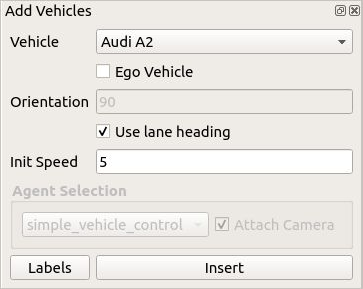 Add Vehicles
Vehicle Audi A2
Ego Vehicle
Orientation 90
Use lane heading
Init Speed 5
Agent Selection
simple_vehicle_control Attach Camera
Labels Insert